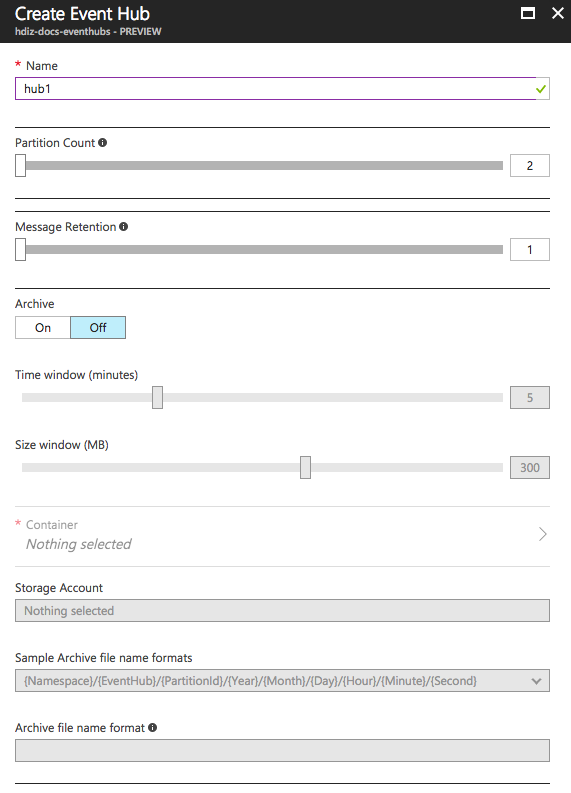 Create Event Hub
hdiz-docs-eventhubs - PREVIEW
* Name
hub1
Partition Count
2
Message Retention
1
Archive
On Off
Time window (minutes)
5
Size window (MB)
300
* Container
Nothing selected
Storage Account
Nothing selected
Sample Archive file name formats
{Namespace}/{EventHub}/{PartitionId}/{Year}/{Month}/{Day}/{Hour}/{Minute}/{Second}
Archive file name format